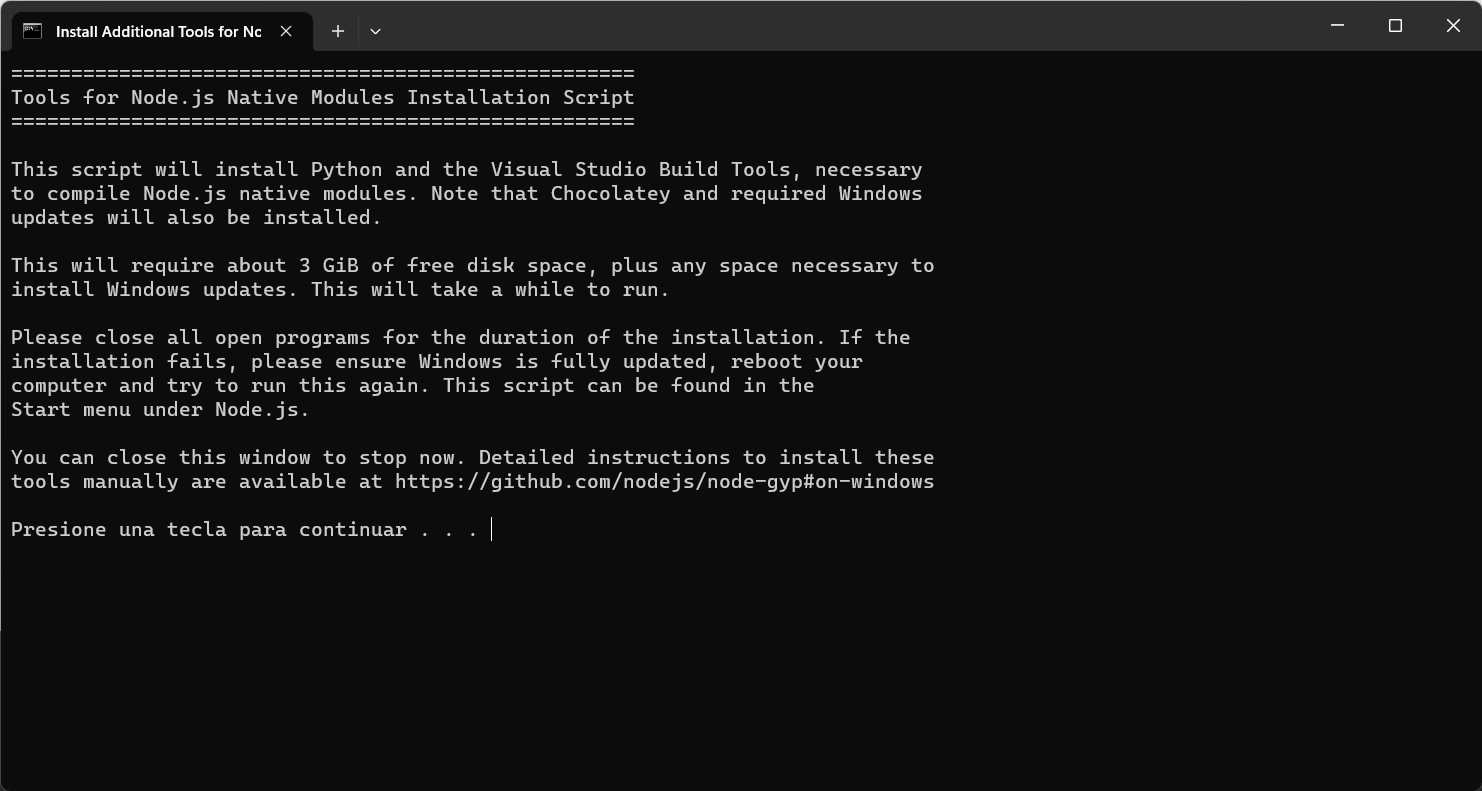 Install Additional Tools for No
====================================================
Tools for Node.js Native Modules Installation Script
====================================================
This script will install Python and the Visual Studio Build Tools, necessary
to compile Node.js native modules. Note that Chocolatey and required Windows
updates will also be installed.
This will require about 3 GiB of free disk space, plus any space necessary to
install Windows updates. This will take a while to run.
Please close all open programs for the duration of the installation. If the
installation fails, please ensure Windows is fully updated, reboot your
computer and try to run this again. This script can be found in the
Start menu under Node.js.
You can close this window to stop now. Detailed instructions to install these
tools manually are available at https://github.com/nodejs/node-gyp#on-windows
Presione una tecla para continuar . . .